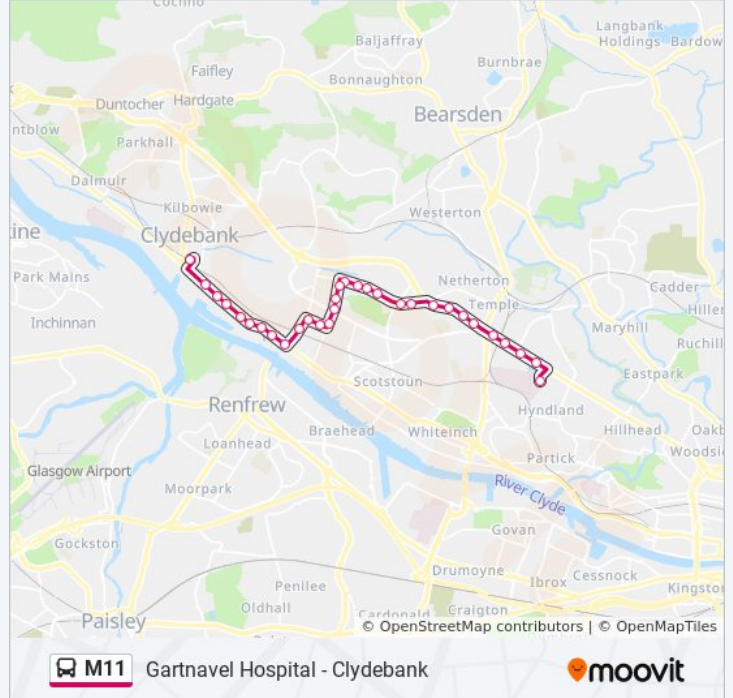 Cochno
Langbank
Holdings
Bardow
Baljaffray
Burnbrae
Faifley
Bonnaughton
Duntocher
Hardgate
Bearsden
ntblow
Parkhall
Dalmuir
Kilbowie
Westerton
ine
Clydebank
Park Mains
Netherton
Cadder
Temple
Hiller
Inchinnan
Maryhill
Ruchill
Scotstoun
Eastpark
Renfrew
Hyndland
Braehead
Whiteinch
Hillhead
Oakb
Loanhead
Woodsi
Partick
Glasgow Airport
Moorpark
River Clyde
Govan
Gockston
Drumoyne
Cessnock
Ibrox
Penilee
Kingston
Oldhall
Cardonald
Craigton
Paisley
© OpenStreetMap contributors | © OpenMapTiles
M11 Gartnavel Hospital - Clydebank
moovit